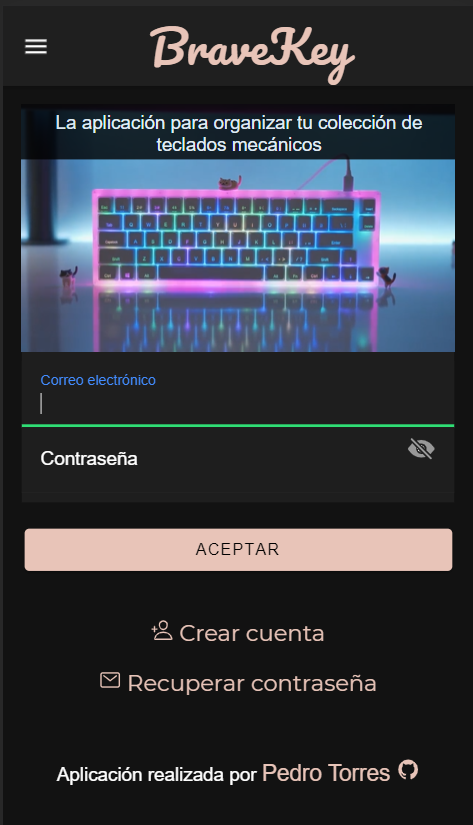 BraveKey
La aplicación para organizar tu colección de
teclados mecánicos
Correo electrónico
Contraseña
ACEPTAR
Crear cuenta
Recuperar contraseña
Aplicación realizada por Pedro Torres